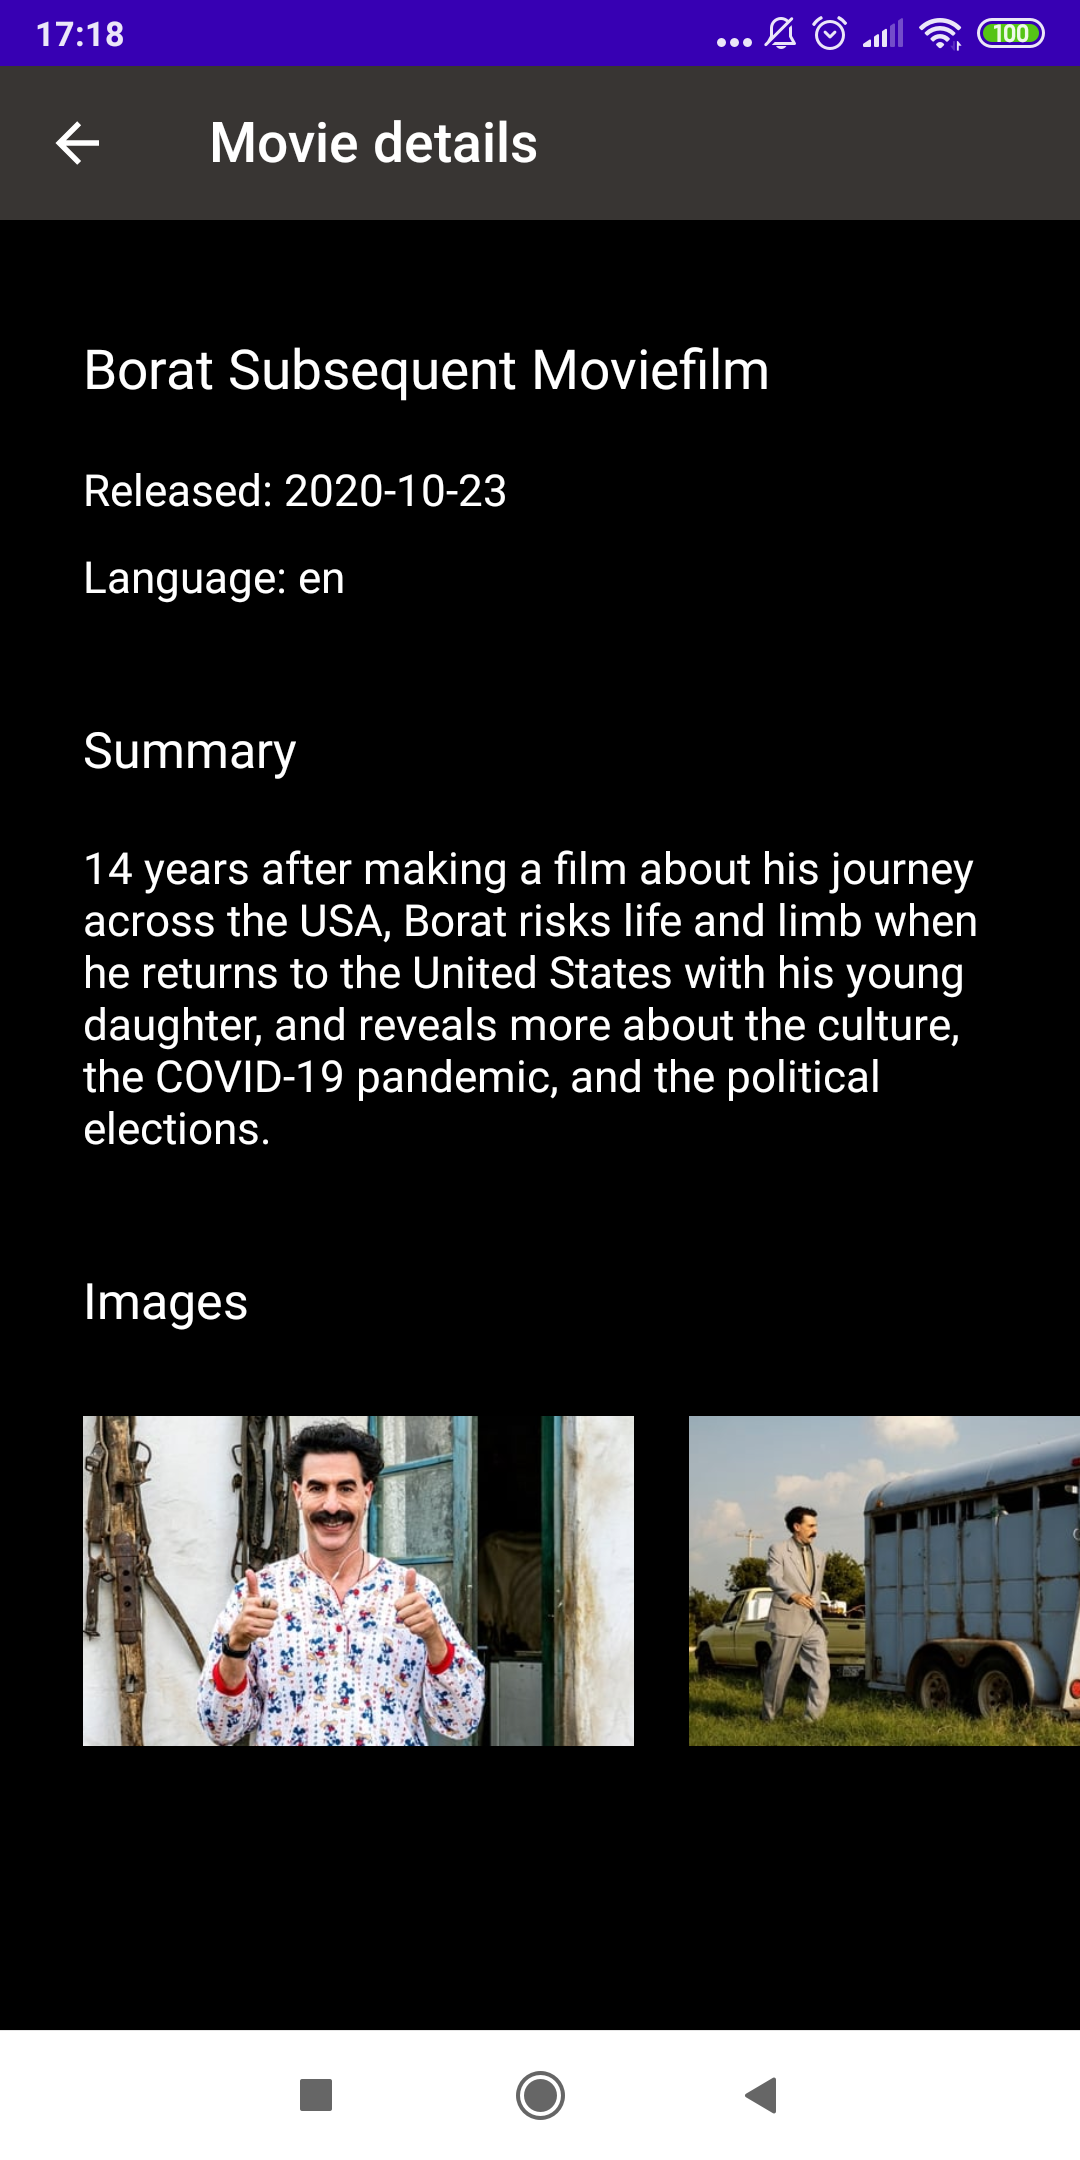 17:18
100
Movie details
Borat Subsequent Moviefilm
Released: 2020-10-23
Language: en
Summary
14 years after making a film about his journey
across the USA, Borat risks life and limb when
he returns to the United States with his young
daughter, and reveals more about the culture,
the COVID-19 pandemic, and the political
elections.
Images